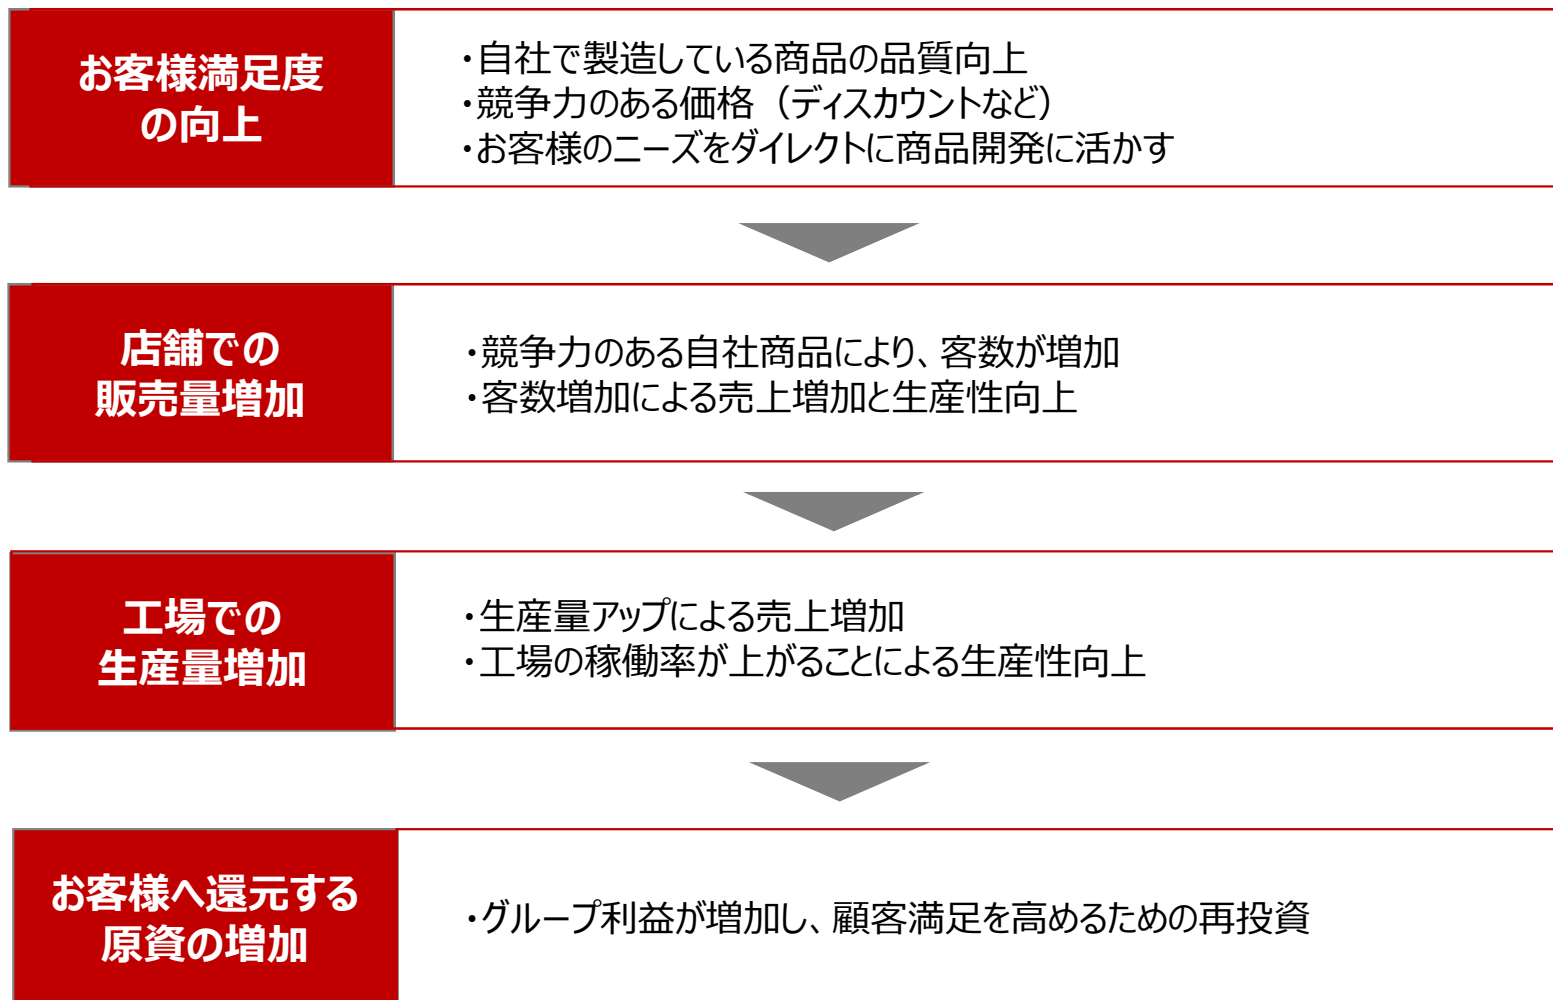 お客様満足度
の向上
・自社で製造している商品の品質向上
・競争力のある価格（ディスカウントなど）
・お客様のニーズをダイレクトに商品開発に活かす
店舗での
販売量増加
・競争力のある自社商品により、客数が増加
・客数増加による売上増加と生産性向上
工場での
生産量増加
・生産量アップによる売上増加
・工場の稼働率が上がることによる生産性向上
お客様へ還元する
原資の増加
・グループ利益が増加し、顧客満足を高めるための再投資